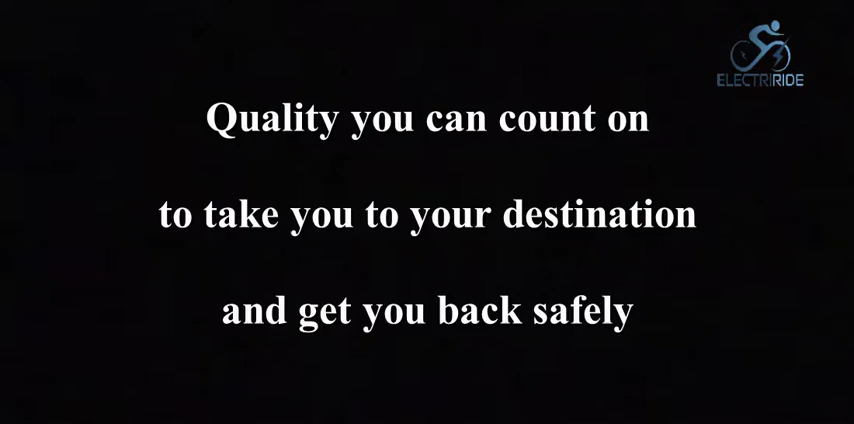 ELECTRIRIDE
Quality you can count on
to take you to your destination
and get you back safely